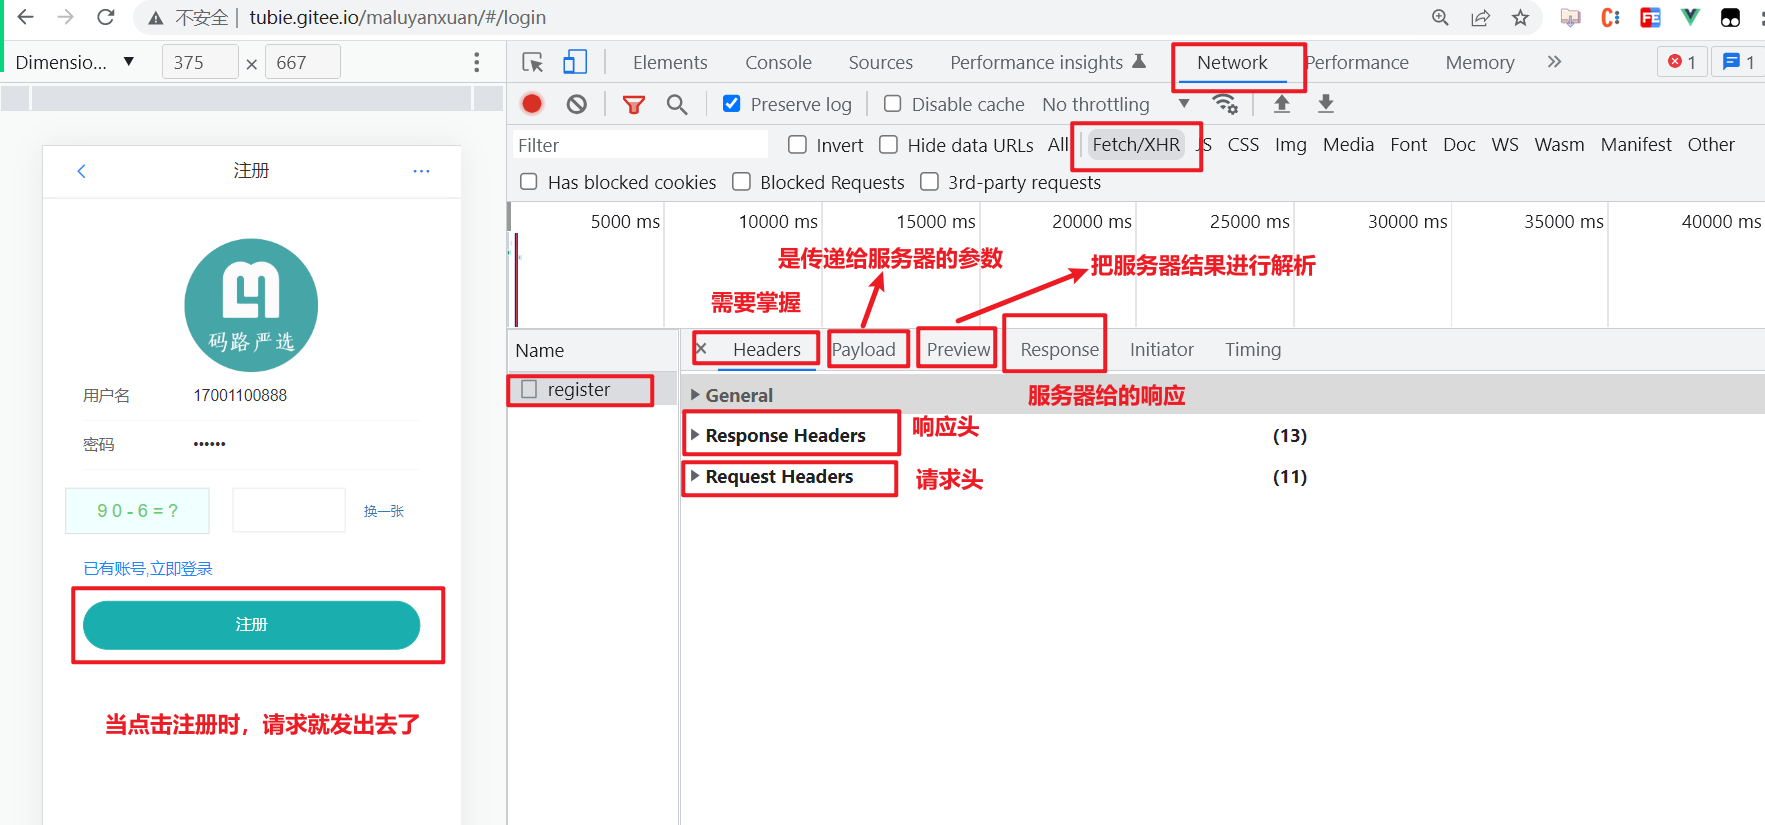 不安全 | tubie.gitee.io/maluyanxuan/#/login
Dimensio... ▼ 375 × 667
Elements Console Sources Performance insights Network Performance Memory » 1 1
Preserve log Disable cache No throttling
Filter Invert Hide data URLs All Fetch/XHR JS CSS Img Media Font Doc WS Wasm Manifest Other
Has blocked cookies Blocked Requests 3rd-party requests
5000 ms 10000 ms 15000 ms 20000 ms 25000 ms 30000 ms 35000 ms 40000 ms
是传递给服务器的参数
把服务器结果进行解析
需要掌握
Name × Headers Payload Preview Response Initiator Timing
register
General
服务器给的响应
Response Headers (13)
响应头
Request Headers (11)
请求头
注册 ...
码路严选
用户名 17001100888
密码 ••••••
90-6=? 换一张
已有账号,立即登录
注册
当点击注册时，请求就发出去了